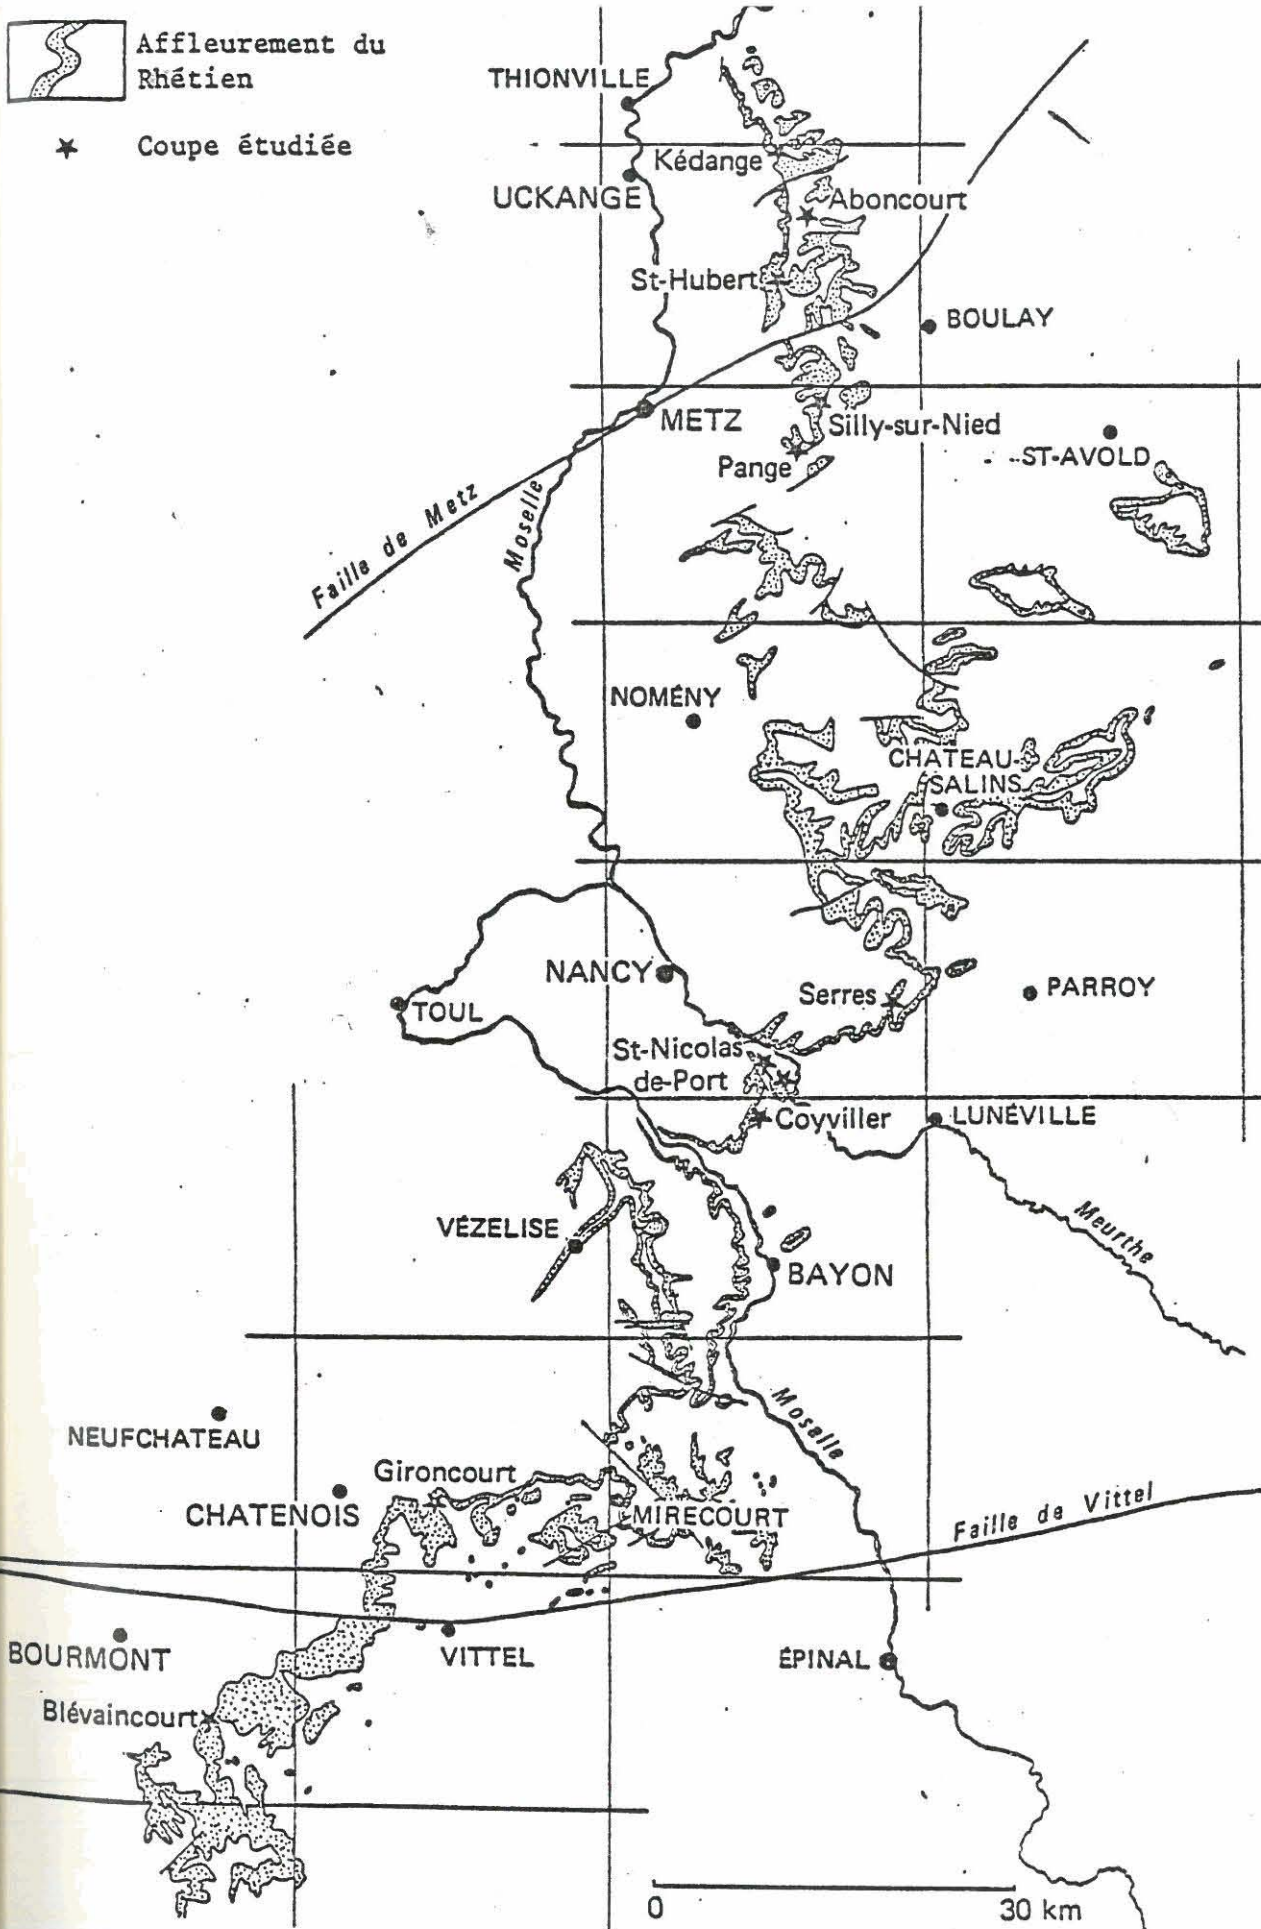 Affleurement du
Rhétien
Coupe étudiée
THIONVILLE
Kédange
UCKANGE
Aboncourt
St-Hubert
BOULAY
METZ
Silly-sur-Nied
Pange
ST-AVOLD
Faille de Metz
Moselle
NOMÉNY
CHATEAU-
SALINS
NANCY
TOUL
Serres
PARROY
St-Nicolas
de-Port
Coyviller
LUNÉVILLE
VÉZELISE
Meurthe
BAYON
Moselle
NEUFCHATEAU
Gironcourt
CHATENOIS
MIRECOURT
Faille de Vittel
BOURMONT
VITTEL
ÉPINAL
Blévaincourt
0
30 km